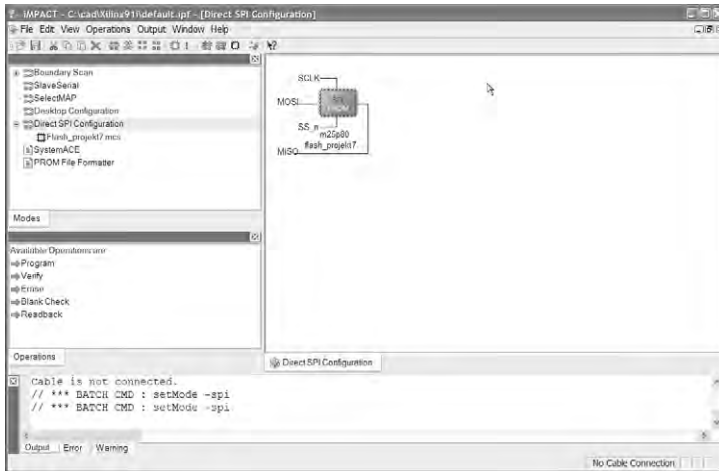 iMPACT - C:\cad\Xilinx91i\default.ipf - [Direct SPI Configuration]
File Edit View Operations Output Window Help
Boundary Scan
SlaveSerial
SelectMAP
Desktop Configuration
Direct SPI Configuration
Flash_projekt7.mcs
SystemACE
PROM File Formatter
Modes
Available Operations are:
Program
Verify
Erase
Blank Check
Readback
Operations
SCLK
MOSI
SPI
PROM
SS_n
m25p80
flash_projekt7
MISO
Direct SPI Configuration
Cable is not connected.
// *** BATCH CMD : setMode -spi
// *** BATCH CMD : setMode -spi
Output Error Warning
No Cable Connection